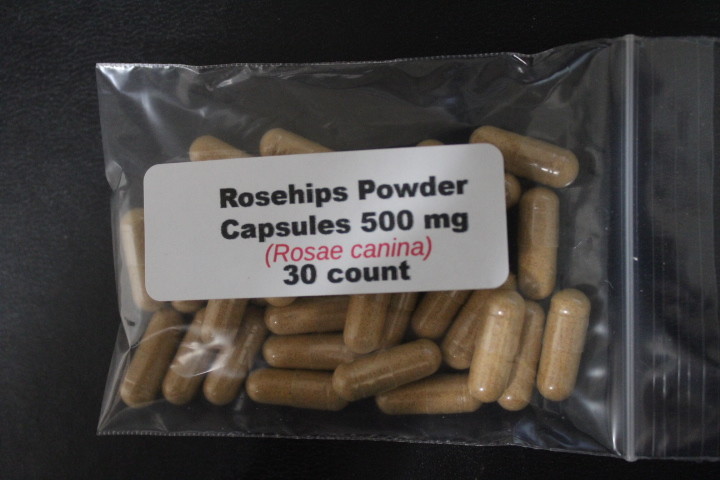 Rosehips Powder
Capsules 500 mg
(Rosae canina)
30 count